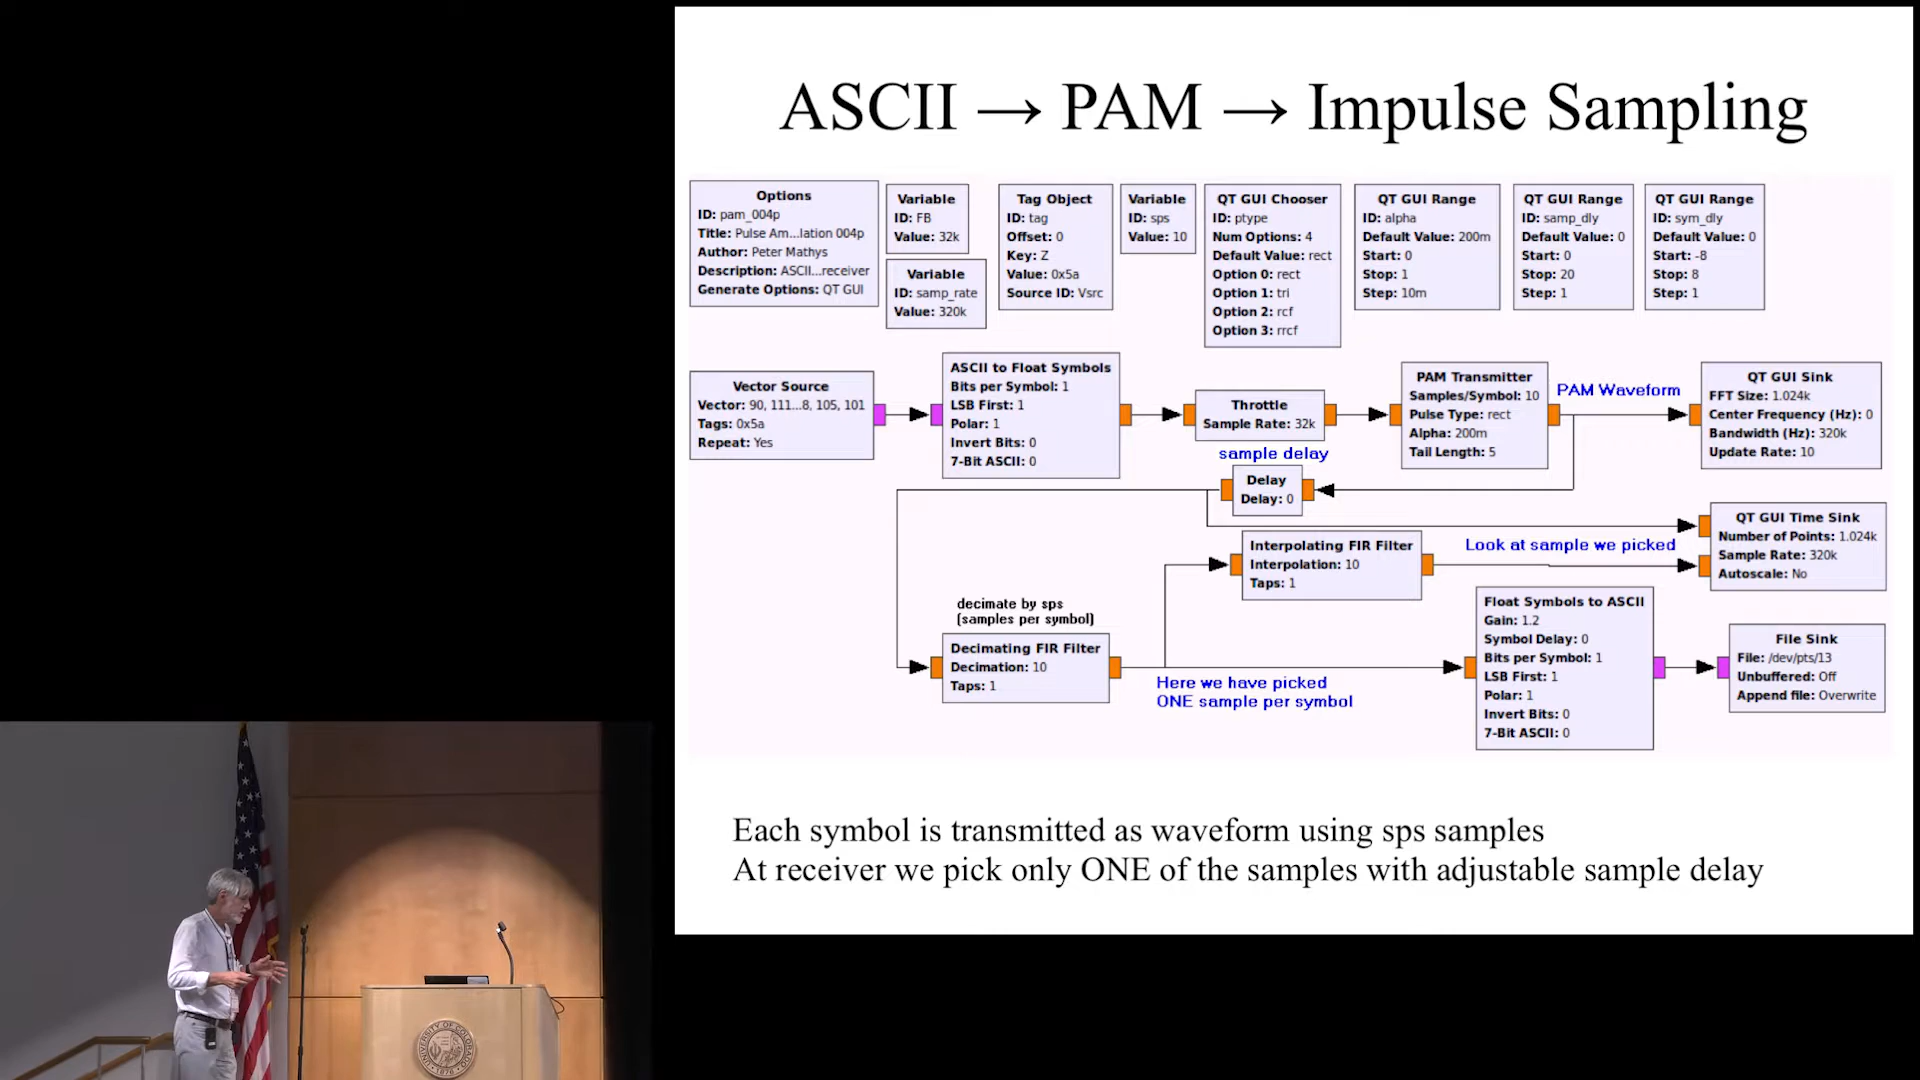 ASCII → PAM → Impulse Sampling
Options
ID: pam_004p
Title: Pulse Am...lation 004p
Author: Peter Mathys
Description: ASCII...receiver
Generate Options: QT GUI
Variable
ID: FB
Value: 32k
Variable
ID: samp_rate
Value: 320k
Tag Object
ID: tag
Offset: 0
Key: Z
Value: 0x5a
Source ID: Vsrc
Variable
ID: sps
Value: 10
QT GUI Chooser
ID: ptype
Num Options: 4
Default Value: rect
Option 0: rect
Option 1: tri
Option 2: rcf
Option 3: rrcf
QT GUI Range
ID: alpha
Default Value: 200m
Start: 0
Stop: 1
Step: 10m
QT GUI Range
ID: samp_dly
Default Value: 0
Start: 0
Stop: 20
Step: 1
QT GUI Range
ID: sym_dly
Default Value: 0
Start: -8
Stop: 8
Step: 1
Vector Source
Vector: 90, 111...8, 105, 101
Tags: 0x5a
Repeat: Yes
ASCII to Float Symbols
Bits per Symbol: 1
LSB First: 1
Polar: 1
Invert Bits: 0
7-Bit ASCII: 0
Throttle
Sample Rate: 32k
PAM Transmitter
Samples/Symbol: 10
Pulse Type: rect
Alpha: 200m
Tail Length: 5
PAM Waveform
QT GUI Sink
FFT Size: 1.024k
Center Frequency (Hz): 0
Bandwidth (Hz): 320k
Update Rate: 10
sample delay
Delay
Delay: 0
QT GUI Time Sink
Number of Points: 1.024k
Sample Rate: 320k
Autoscale: No
Interpolating FIR Filter
Interpolation: 10
Taps: 1
Look at sample we picked
decimate by sps
(samples per symbol)
Decimating FIR Filter
Decimation: 10
Taps: 1
Here we have picked
ONE sample per symbol
Float Symbols to ASCII
Gain: 1.2
Symbol Delay: 0
Bits per Symbol: 1
LSB First: 1
Polar: 1
Invert Bits: 0
7-Bit ASCII: 0
File Sink
File: /dev/pts/13
Unbuffered: Off
Append file: Overwrite
Each symbol is transmitted as waveform using sps samples
At receiver we pick only ONE of the samples with adjustable sample delay
UNIVERSITY OF COLORADO
1876